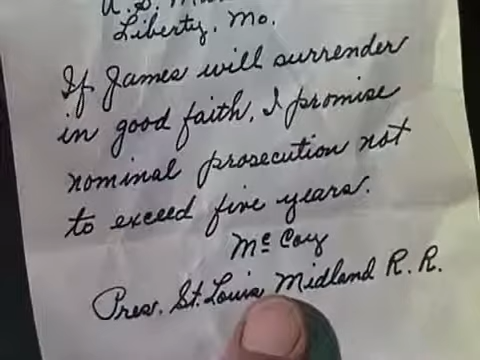 U.S.
Liberty, Mo.
If James will surrender
in good faith, I promise
nominal prosecution not
to exceed five years.
McCoy
Pres. St. Louis Midland R. R.